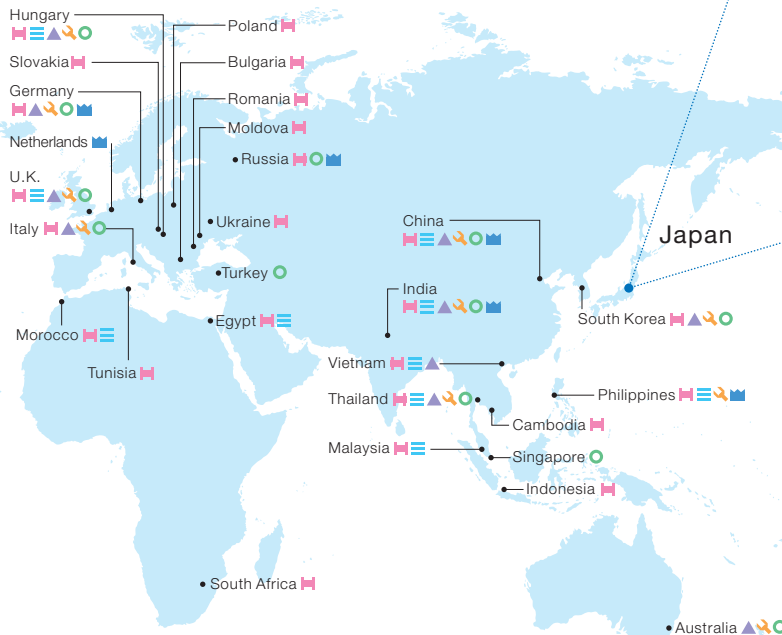 Hungary
Slovakia
Germany
Netherlands
U.K.
Italy
Poland
Bulgaria
Romania
Moldova
Russia
Ukraine
Turkey
Egypt
Morocco
Tunisia
South Africa
China
India
Vietnam
Thailand
Malaysia
Cambodia
Singapore
Indonesia
Philippines
South Korea
Japan
Australia